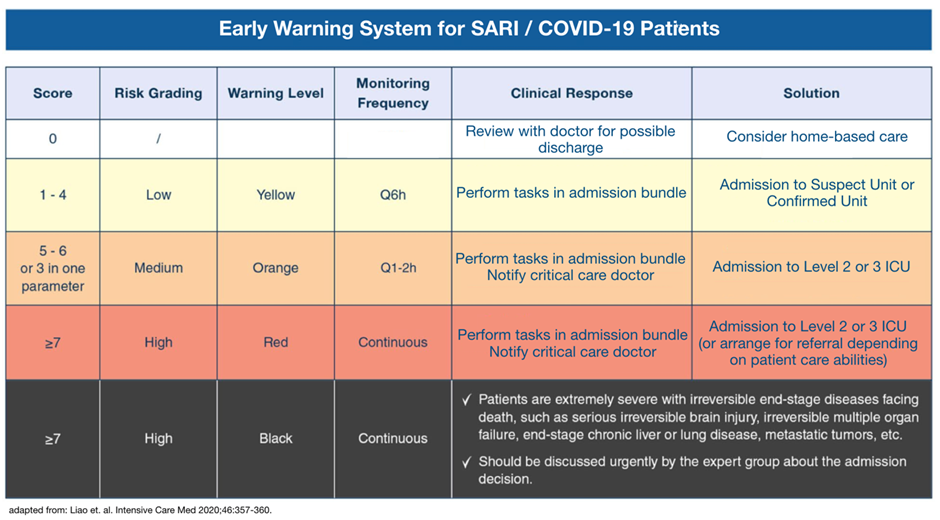 Early Warning System for SARI / COVID-19 Patients
Score
Risk Grading
Warning Level
Monitoring
Frequency
Clinical Response
Solution
0
/
Review with doctor for possible
discharge
Consider home-based care
1 - 4
Low
Yellow
Q6h
Perform tasks in admission bundle
Admission to Suspect Unit or
Confirmed Unit
5 - 6
or 3 in one
parameter
Medium
Orange
Q1-2h
Perform tasks in admission bundle
Notify critical care doctor
Admission to Level 2 or 3 ICU
≥7
High
Red
Continuous
Perform tasks in admission bundle
Notify critical care doctor
Admission to Level 2 or 3 ICU
(or arrange for referral depending
on patient care abilities)
≥7
High
Black
Continuous
✓ Patients are extremely severe with irreversible end-stage diseases facing
death, such as serious irreversible brain injury, irreversible multiple organ
failure, end-stage chronic liver or lung disease, metastatic tumors, etc.
✓ Should be discussed urgently by the expert group about the admission
decision.
adapted from: Liao et. al. Intensive Care Med 2020;46:357-360.